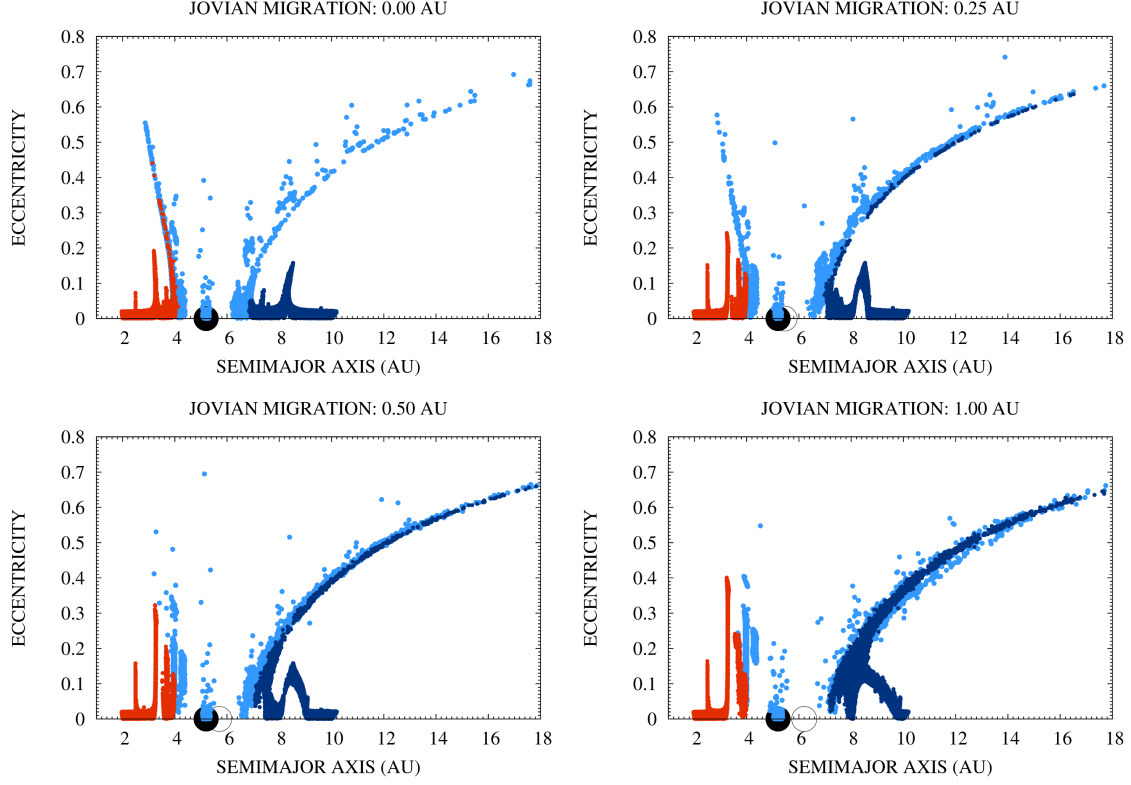 JOVIAN MIGRATION: 0.00 AU
0.8
0.7
0.6
0.5
0.4
0.3
0.2
0.1
0
ECCENTRICITY
2 4 6 8 10 12 14 16 18
SEMIMAJOR AXIS (AU)
JOVIAN MIGRATION: 0.25 AU
0.8
0.7
0.6
0.5
0.4
0.3
0.2
0.1
0
ECCENTRICITY
2 4 6 8 10 12 14 16 18
SEMIMAJOR AXIS (AU)
JOVIAN MIGRATION: 0.50 AU
0.8
0.7
0.6
0.5
0.4
0.3
0.2
0.1
0
ECCENTRICITY
2 4 6 8 10 12 14 16 18
SEMIMAJOR AXIS (AU)
JOVIAN MIGRATION: 1.00 AU
0.8
0.7
0.6
0.5
0.4
0.3
0.2
0.1
0
ECCENTRICITY
2 4 6 8 10 12 14 16 18
SEMIMAJOR AXIS (AU)